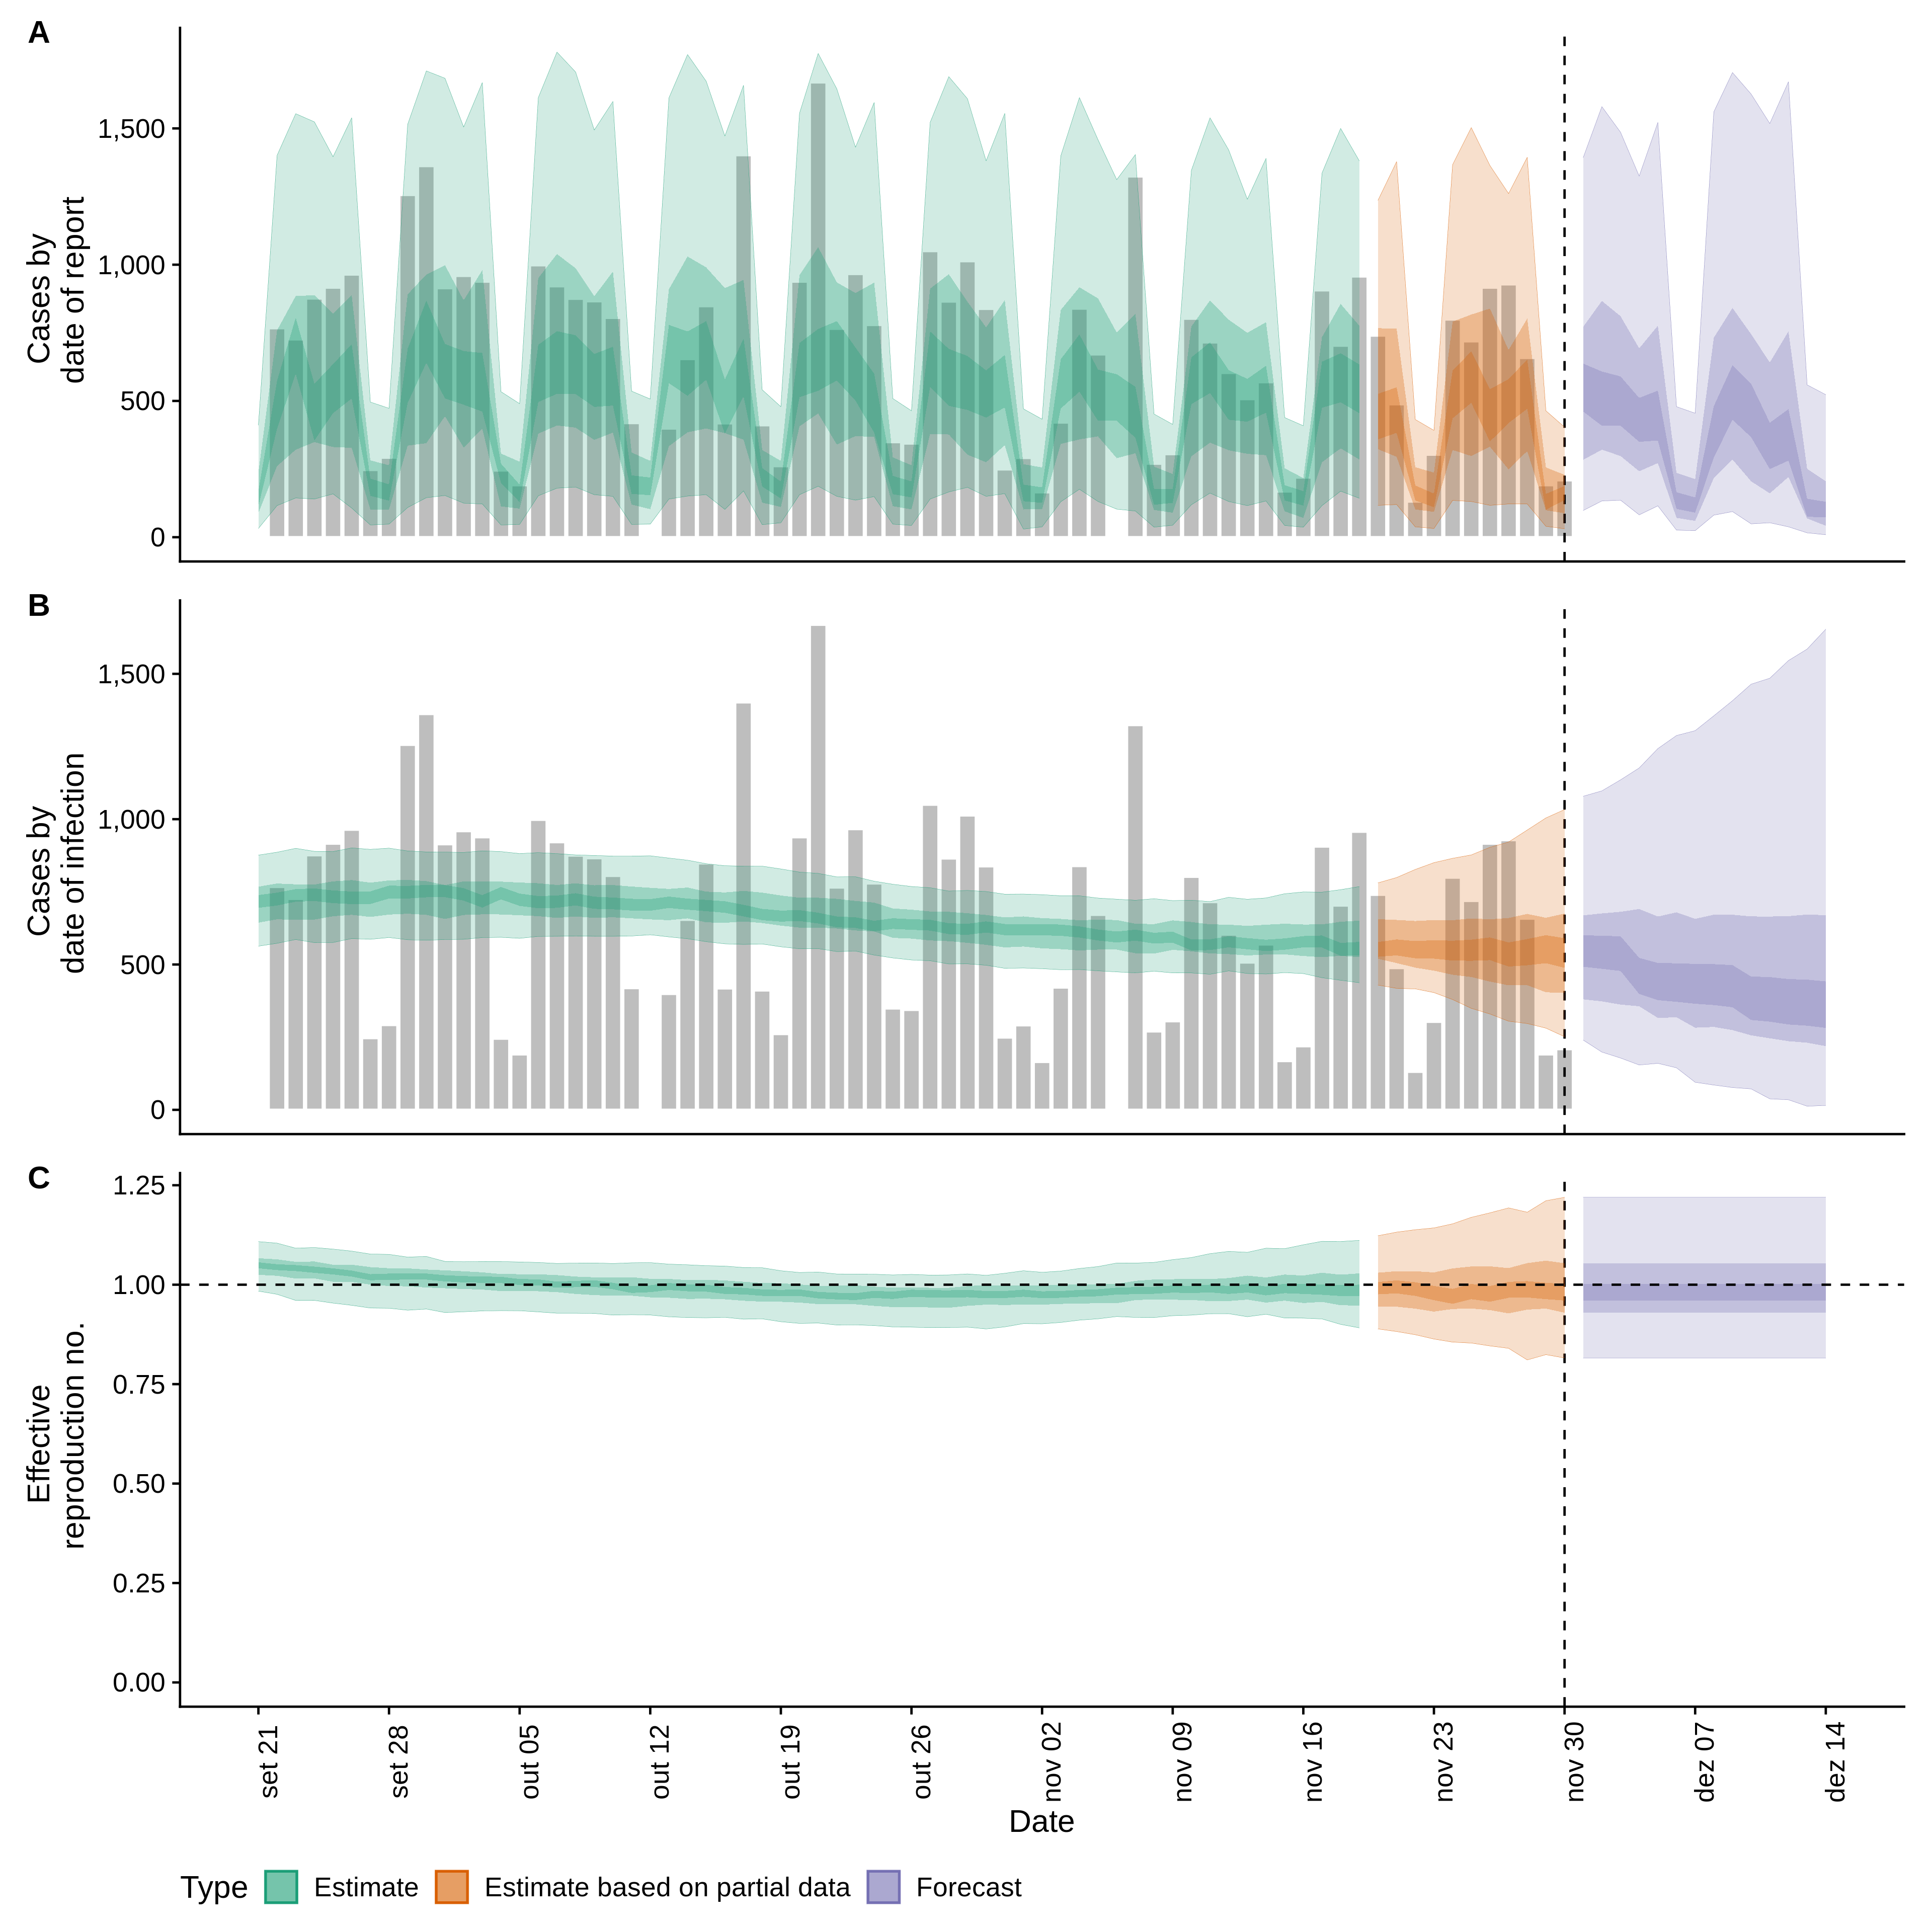 A
Cases by
date of report
1,500
1,000
500
0
B
Cases by
date of infection
1,500
1,000
500
0
C
Effective
reproduction no.
1.25
1.00
0.75
0.50
0.25
0.00
set 21
set 28
out 05
out 12
out 19
out 26
nov 02
nov 09
nov 16
nov 23
nov 30
dez 07
dez 14
Date
Type Estimate Estimate based on partial data Forecast